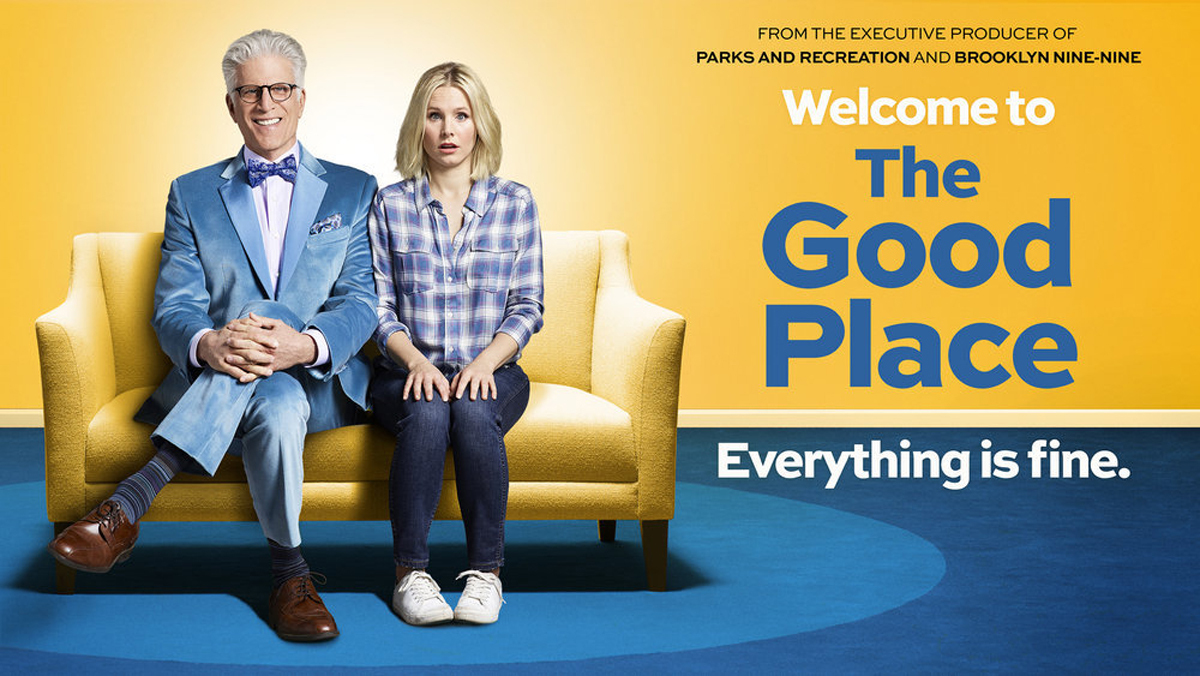 FROM THE EXECUTIVE PRODUCER OF
PARKS AND RECREATION AND BROOKLYN NINE-NINE
Welcome to
The
Good
Place
Everything is fine.